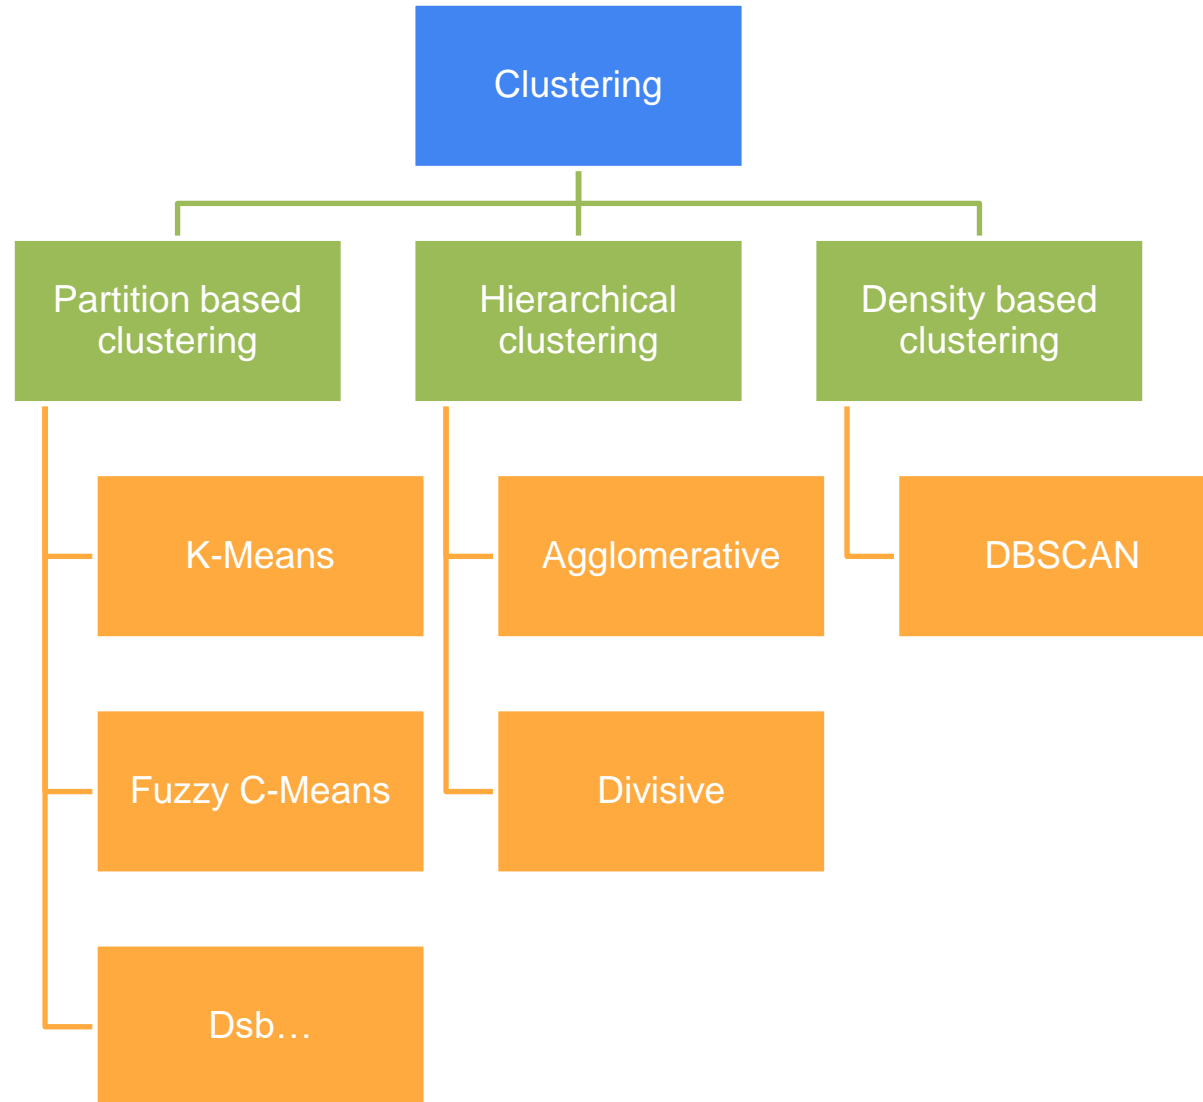 Clustering
Partition based
clustering
Hierarchical
clustering
Density based
clustering
K-Means
Agglomerative
DBSCAN
Fuzzy C-Means
Divisive
Dsb…